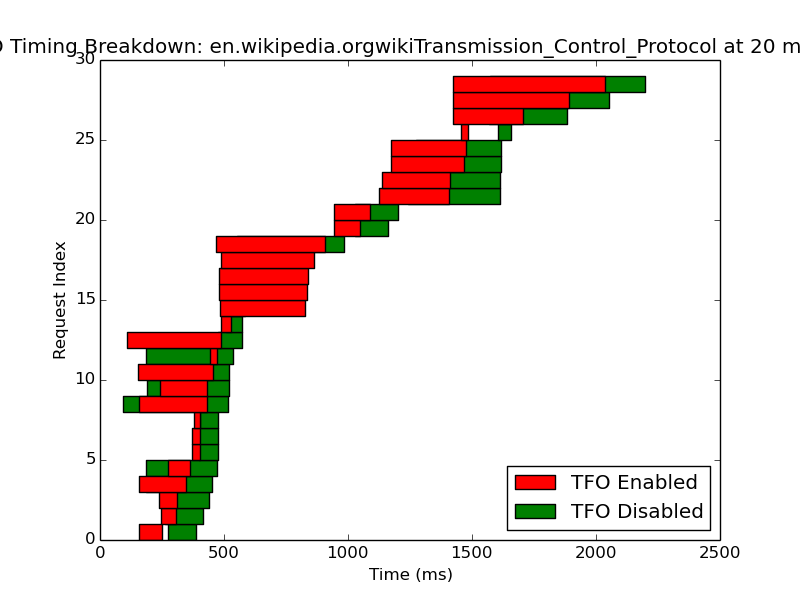 Timing Breakdown: en.wikipedia.orgwikiTransmission_Control_Protocol at 20 m
30
25
20
15
10
5
0
Request Index
TFO Enabled
TFO Disabled
0 500 1000 1500 2000 2500
Time (ms)